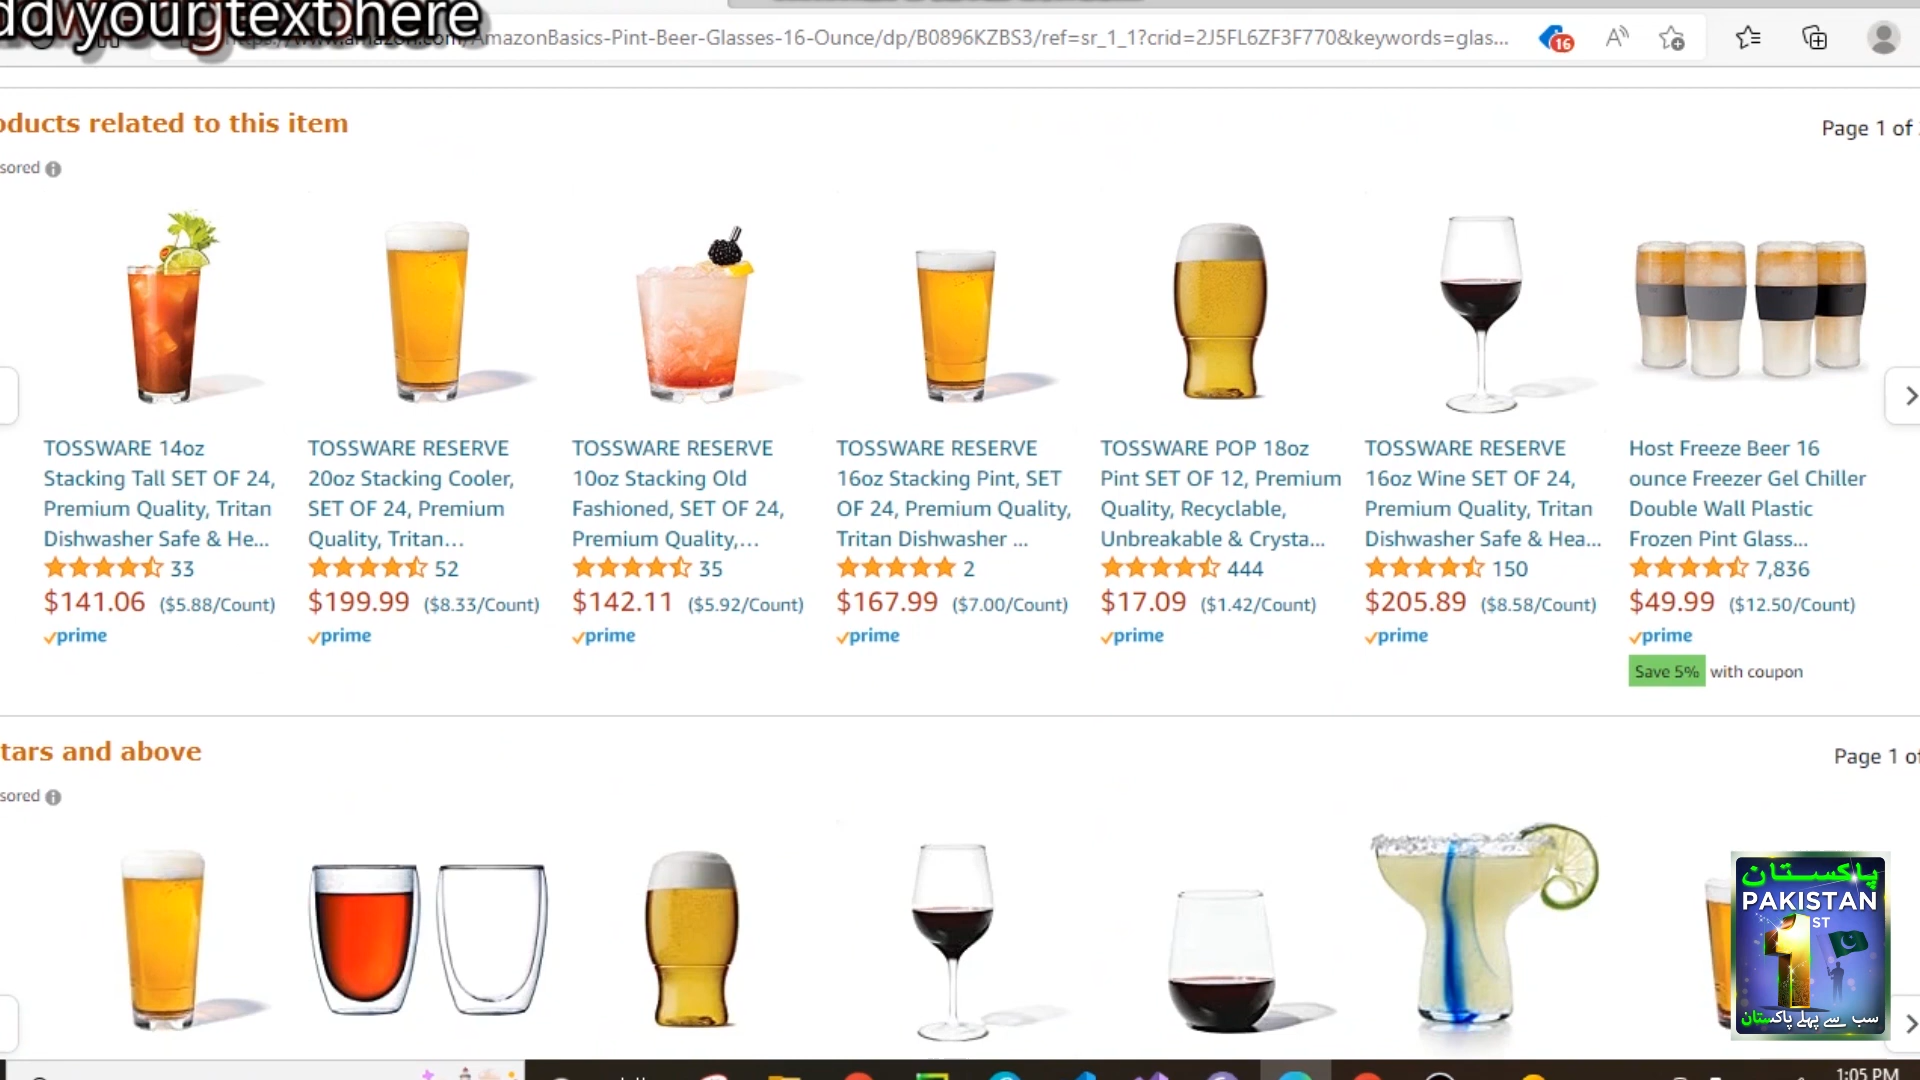 dd your text here
AmazonBasics-Pint-Beer-Glasses-16-Ounce/dp/B0896KZBS3/ref=sr_1_1?crid=2J5FL6ZF3F770&keywords=glas...
16
oducts related to this item
Page 1 of
sored
TOSSWARE 14oz
Stacking Tall SET OF 24,
Premium Quality, Tritan
Dishwasher Safe & He...
33
$141.06 ($5.88/Count)
prime
TOSSWARE RESERVE
20oz Stacking Cooler,
SET OF 24, Premium
Quality, Tritan...
52
$199.99 ($8.33/Count)
prime
TOSSWARE RESERVE
10oz Stacking Old
Fashioned, SET OF 24,
Premium Quality,...
35
$142.11 ($5.92/Count)
prime
TOSSWARE RESERVE
16oz Stacking Pint, SET
OF 24, Premium Quality,
Tritan Dishwasher ...
2
$167.99 ($7.00/Count)
prime
TOSSWARE POP 18oz
Pint SET OF 12, Premium
Quality, Recyclable,
Unbreakable & Crysta...
444
$17.09 ($1.42/Count)
prime
TOSSWARE RESERVE
16oz Wine SET OF 24,
Premium Quality, Tritan
Dishwasher Safe & Hea...
150
$205.89 ($8.58/Count)
prime
Host Freeze Beer 16
ounce Freezer Gel Chiller
Double Wall Plastic
Frozen Pint Glass...
7,836
$49.99 ($12.50/Count)
prime
Save 5% with coupon
tars and above
Page 1 of
sored
پاکستان
PAKISTAN
1ST
سب سے پہلے پاکستان
1:05 PM